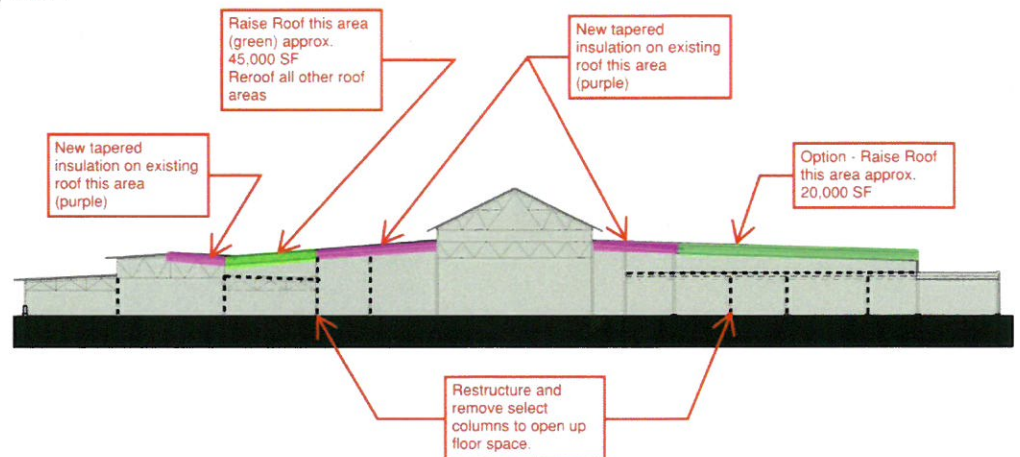 Raise Roof this area
(green) approx.
45,000 SF
Reroof all other roof
areas
New tapered
insulation on existing
roof this area
(purple)
New tapered
insulation on existing
roof this area
(purple)
Option - Raise Roof
this area approx.
20,000 SF
Restructure and
remove select
columns to open up
floor space.